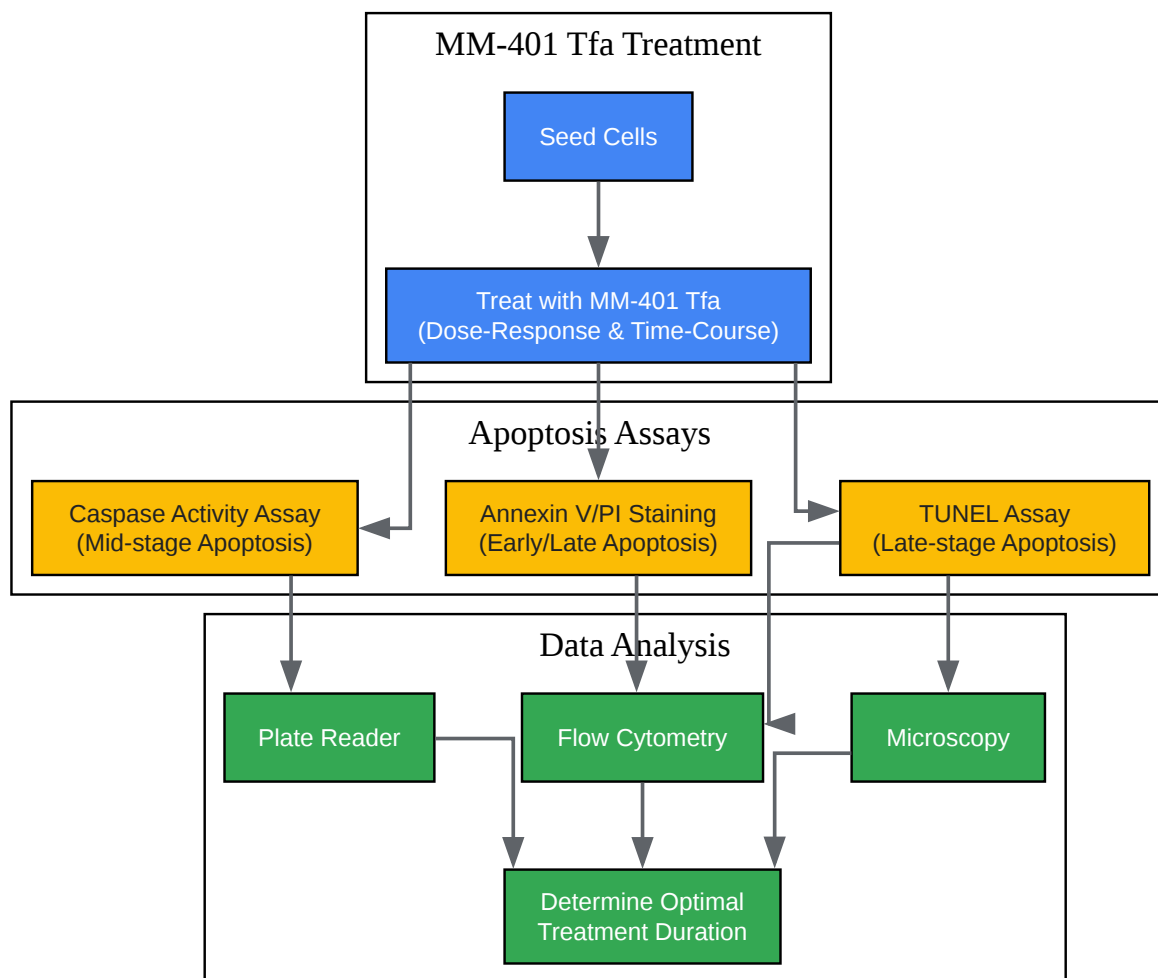 MM-401 Tfa Treatment
Seed Cells
Treat with MM-401 Tfa
(Dose-Response & Time-Course)
Apoptosis Assays
Caspase Activity Assay
(Mid-stage Apoptosis)
Annexin V/PI Staining
(Early/Late Apoptosis)
TUNEL Assay
(Late-stage Apoptosis)
Data Analysis
Plate Reader
Flow Cytometry
Microscopy
Determine Optimal
Treatment Duration